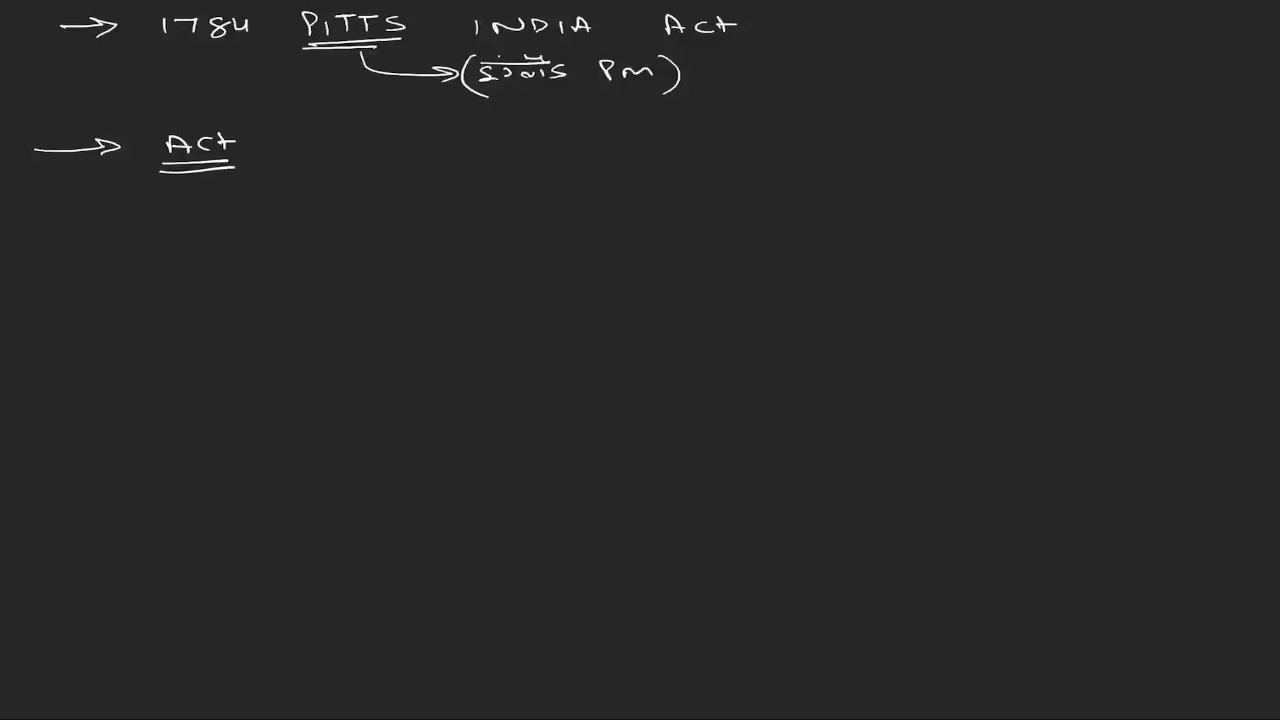 → 1784 PITTS INDIA Act
( PM)
→ Act